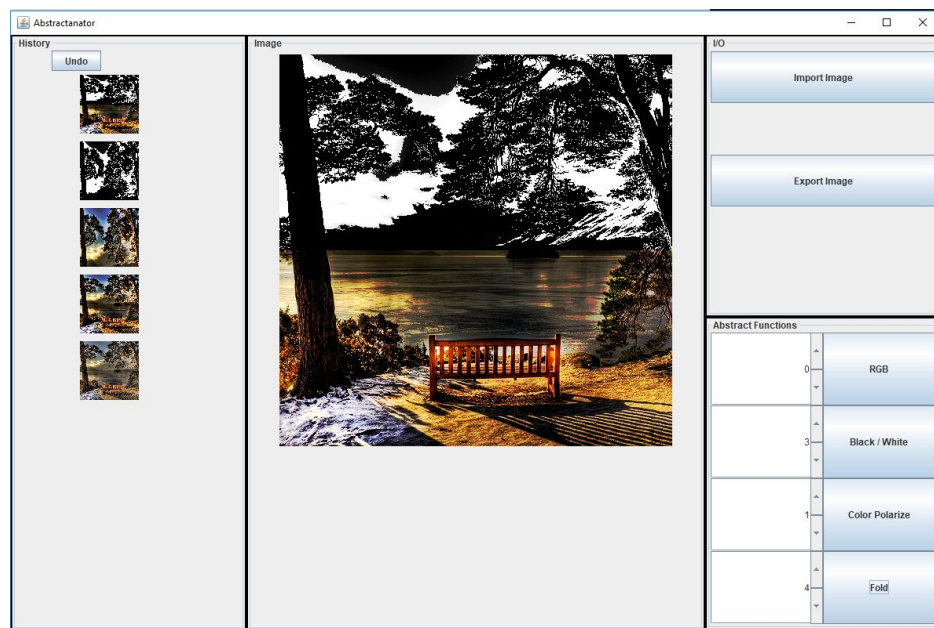 Abstractanator
History
Undo
Image
I/O
Import Image
Export Image
Abstract Functions
0
RGB
3
Black / White
1
Color Polarize
4
Fold